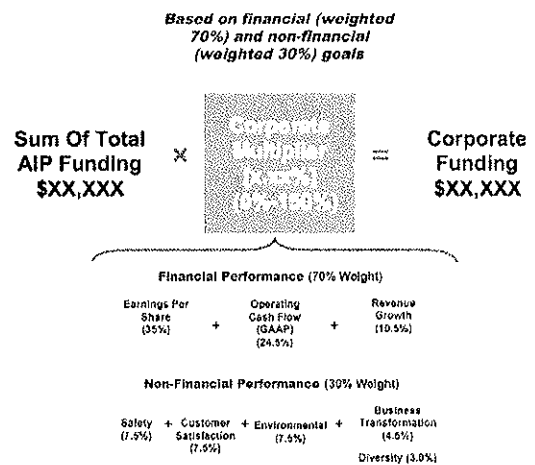 Based on financial (weighted
70%) and non-financial
(weighted 30%) goals
Sum Of Total
AIP Funding
$XX,XXX
×
Corporate
Multiplier
(X.XX%)
(0%-150%)
=
Corporate
Funding
$XX,XXX
Financial Performance (70% Weight)
Earnings Per
Share
(35%)
+
Operating
Cash Flow
(GAAP)
(24.5%)
+
Revenue
Growth
(10.5%)
Non-Financial Performance (30% Weight)
Safety
(7.5%)
+
Customer
Satisfaction
(7.5%)
+
Environmental
(7.5%)
+
Business
Transformation
(4.5%)
Diversity (3.0%)